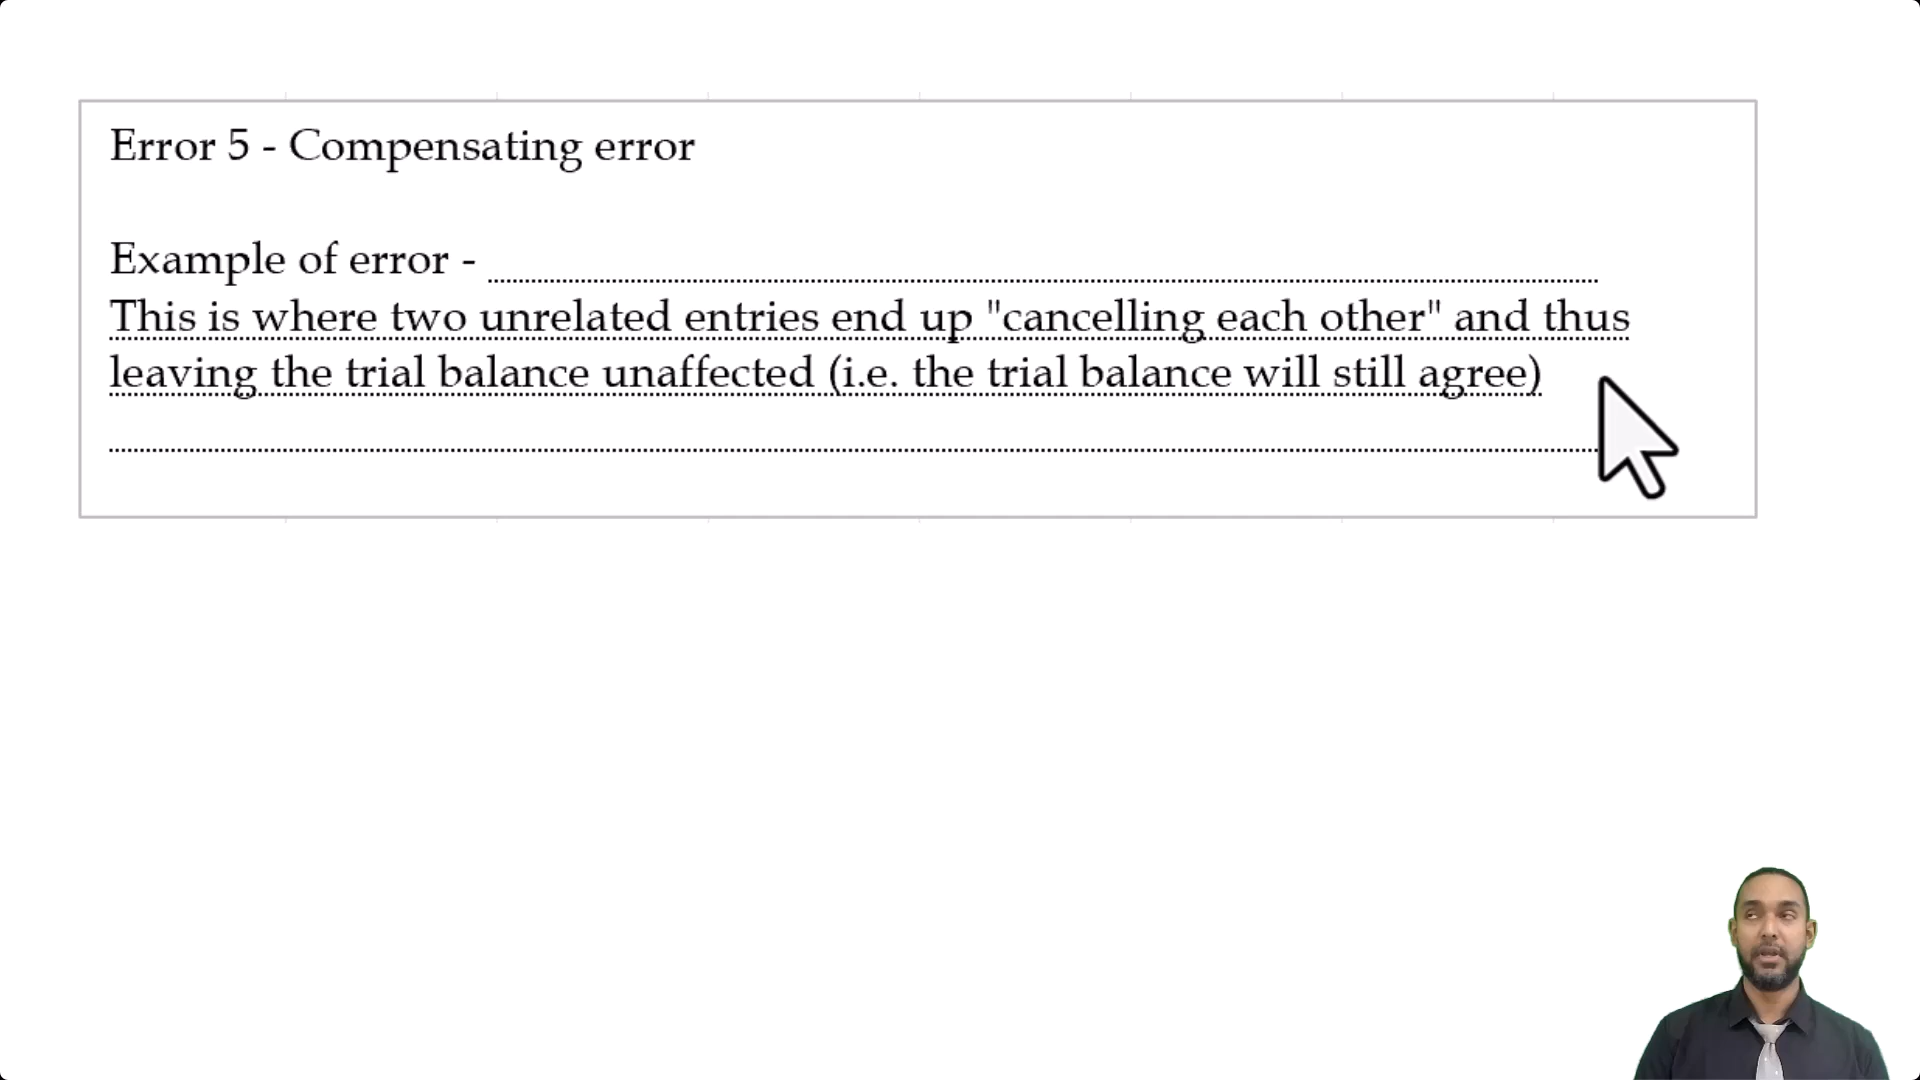 Error 5 - Compensating error
Example of error -
This is where two unrelated entries end up "cancelling each other" and thus
leaving the trial balance unaffected (i.e. the trial balance will still agree)